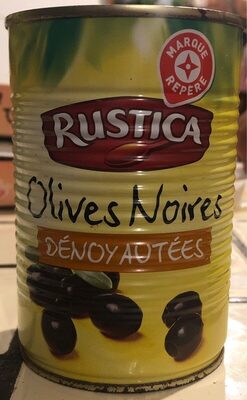 MARQUE
REPÈRE
RUSTICA
Olives Noires
DÉNOYAUTÉES